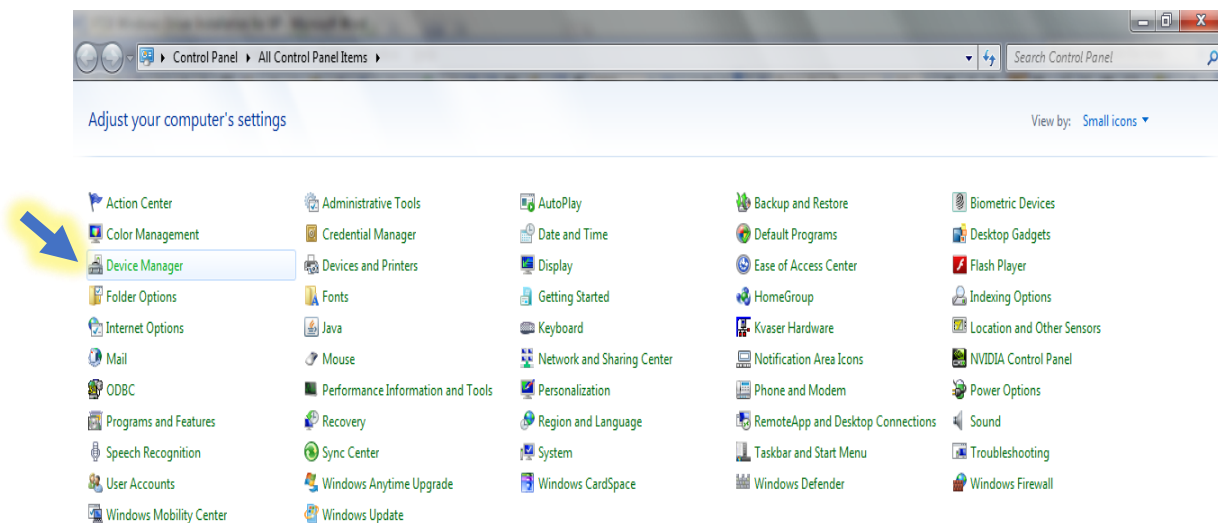 Control Panel ▸ All Control Panel Items ▸ Search Control Panel
Adjust your computer's settings View by: Small icons
Action Center Administrative Tools AutoPlay Backup and Restore Biometric Devices
Color Management Credential Manager Date and Time Default Programs Desktop Gadgets
Device Manager Devices and Printers Display Ease of Access Center Flash Player
Folder Options Fonts Getting Started HomeGroup Indexing Options
Internet Options Java Keyboard Kvaser Hardware Location and Other Sensors
Mail Mouse Network and Sharing Center Notification Area Icons NVIDIA Control Panel
ODBC Performance Information and Tools Personalization Phone and Modem Power Options
Programs and Features Recovery Region and Language RemoteApp and Desktop Connections Sound
Speech Recognition Sync Center System Taskbar and Start Menu Troubleshooting
User Accounts Windows Anytime Upgrade Windows CardSpace Windows Defender Windows Firewall
Windows Mobility Center Windows Update